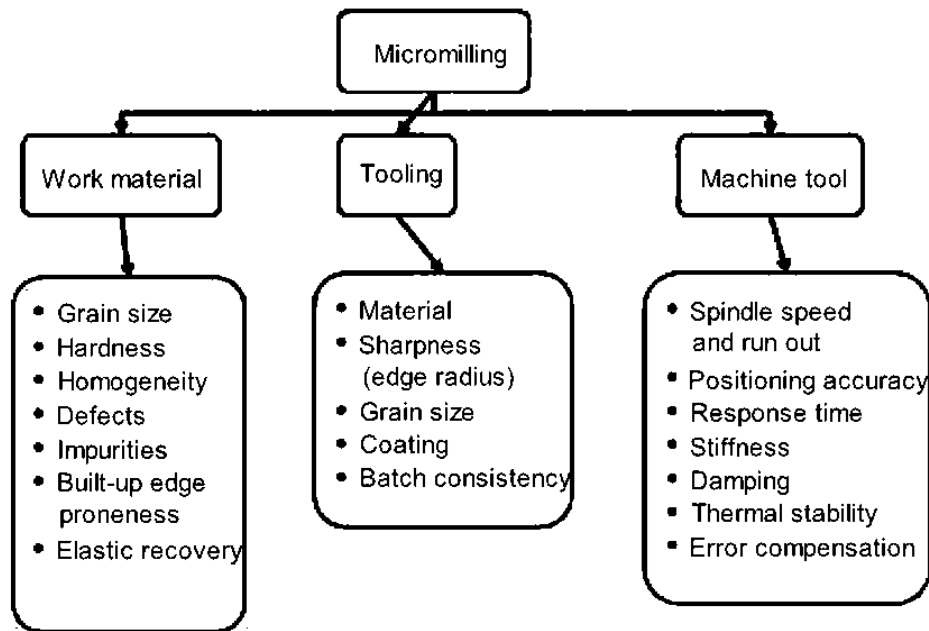 Micromilling
Work material
Tooling
Machine tool
• Grain size
• Hardness
• Homogeneity
• Defects
• Impurities
• Built-up edge
proneness
• Elastic recovery
• Material
• Sharpness
(edge radius)
• Grain size
• Coating
• Batch consistency
• Spindle speed
and run out
• Positioning accuracy
• Response time
• Stiffness
• Damping
• Thermal stability
• Error compensation